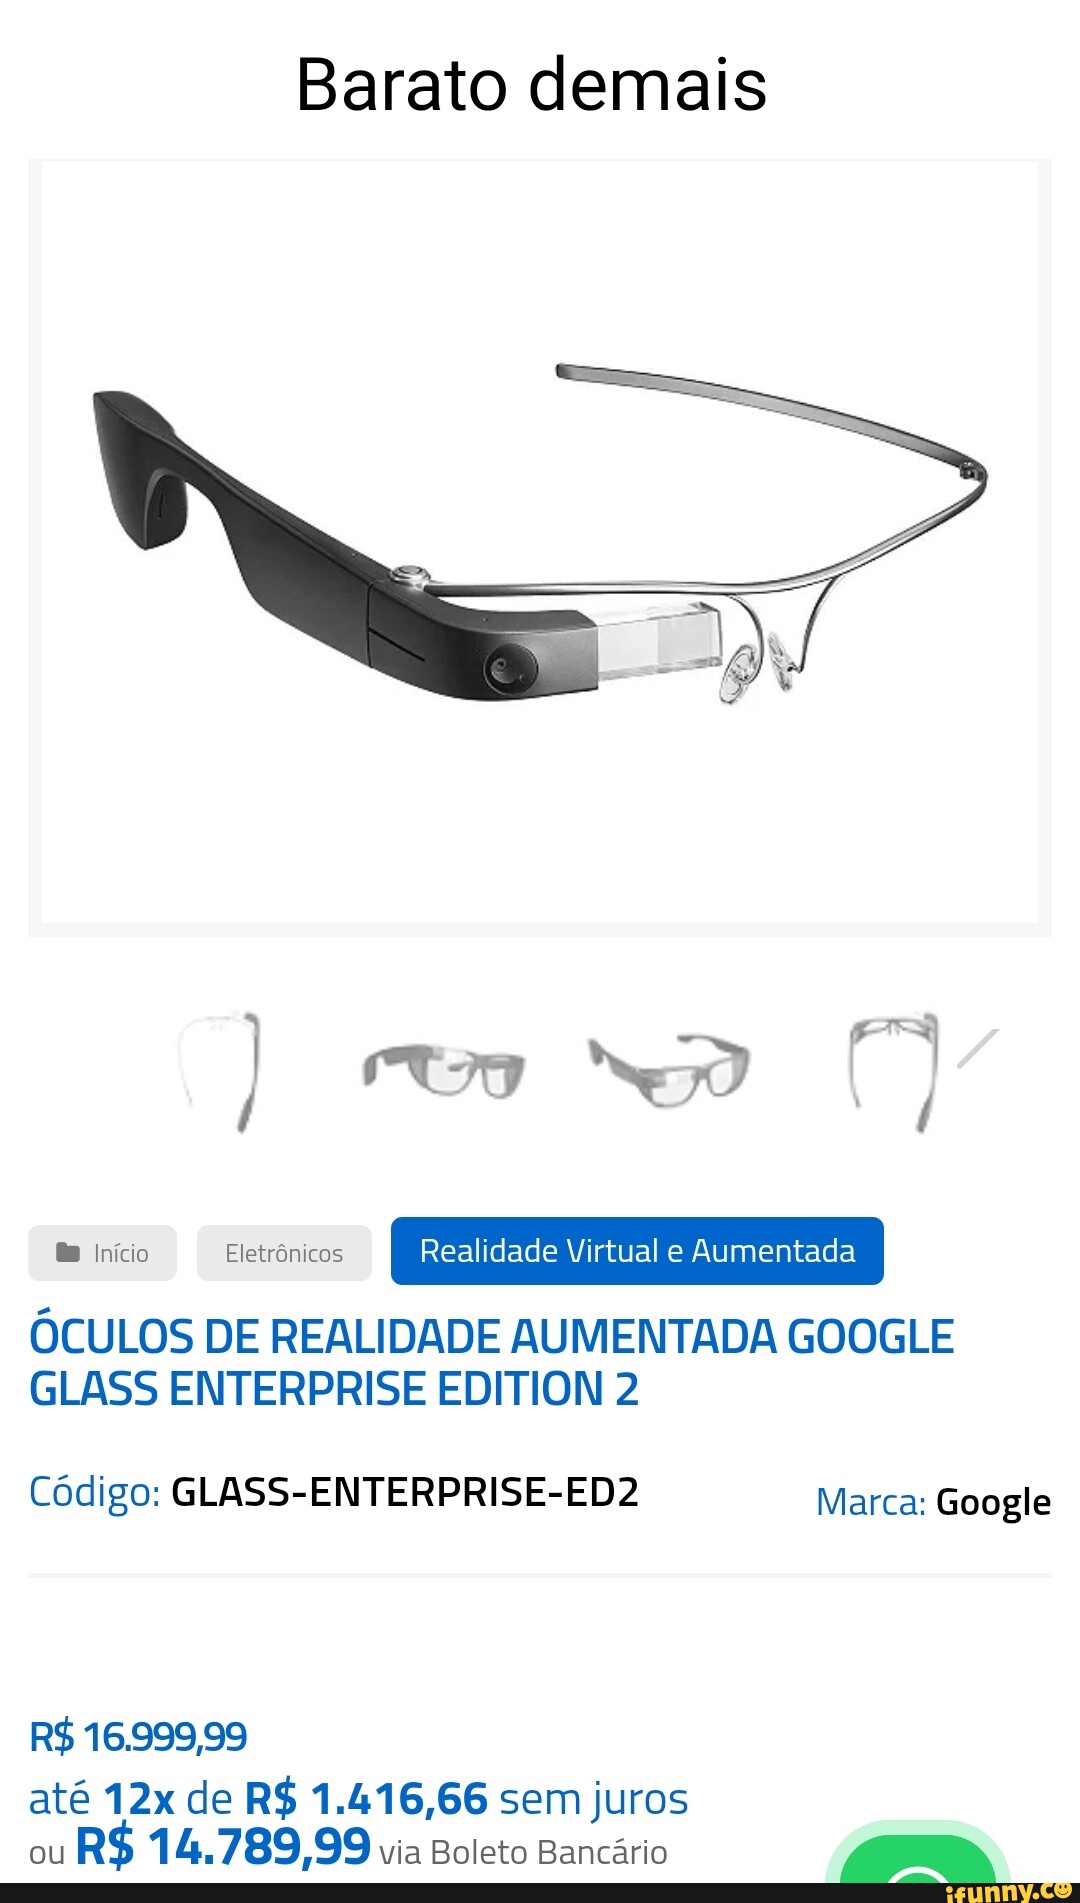 Barato demais
Início
Eletrônicos
Realidade Virtual e Aumentada
ÓCULOS DE REALIDADE AUMENTADA GOOGLE
GLASS ENTERPRISE EDITION 2
Código: GLASS-ENTERPRISE-ED2
Marca: Google
R$ 16.999,99
até 12x de R$ 1.416,66 sem juros
ou R$ 14.789,99 via Boleto Bancário
ifunny.co